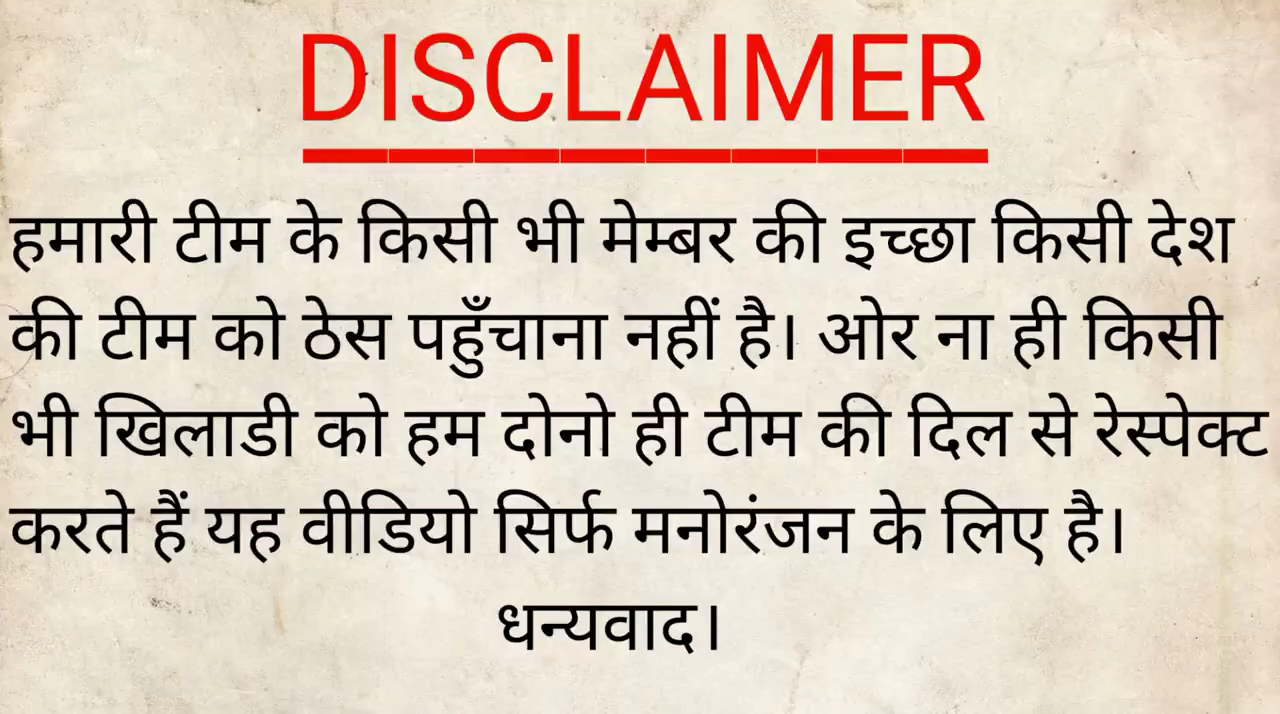 DISCLAIMER
हमारी टीम के किसी भी मेम्बर की इच्छा किसी देश
की टीम को ठेस पहुँचाना नहीं है। ओर ना ही किसी
भी खिलाडी को हम दोनो ही टीम की दिल से रेस्पेक्ट
करते हैं यह वीडियो सिर्फ मनोरंजन के लिए है।
धन्यवाद।